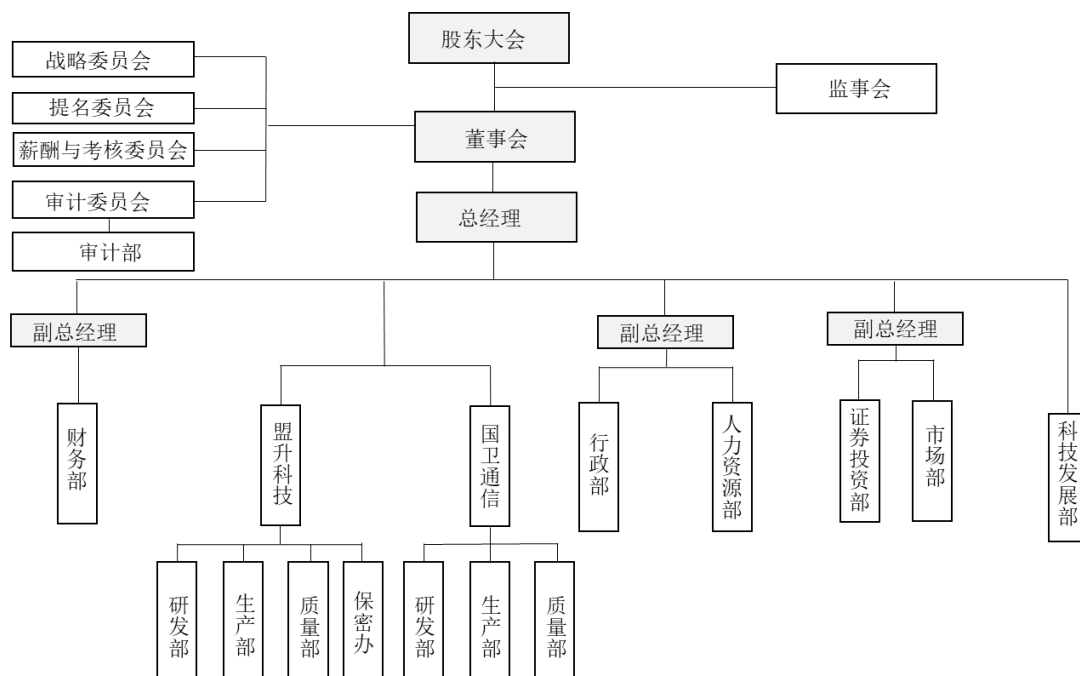 股东大会
战略委员会
监事会
提名委员会
董事会
薪酬与考核委员会
审计委员会
总经理
审计部
副总经理
副总经理
副总经理
财务部
盟升科技
国卫通信
行政部
人力资源部
证券投资部
市场部
科技发展部
研发部
生产部
质量部
保密办
研发部
生产部
质量部